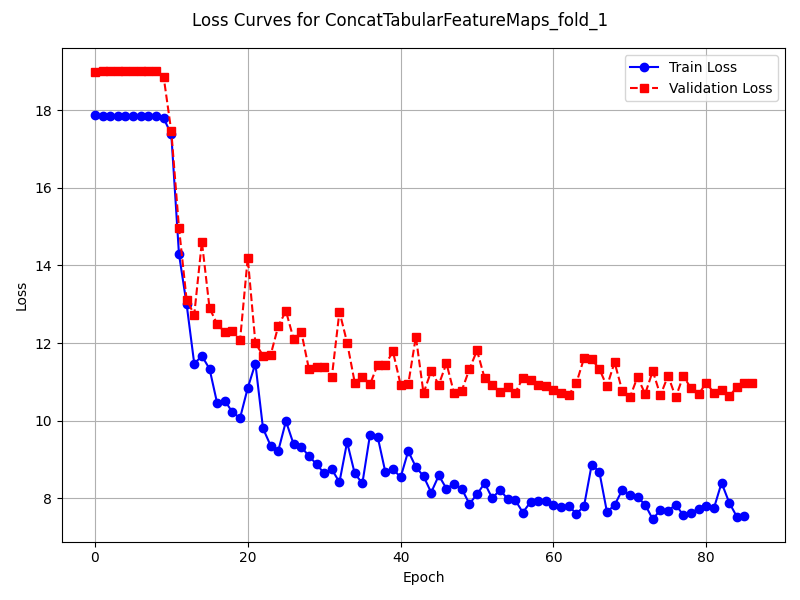 Loss Curves for ConcatTabularFeatureMaps_fold_1
Train Loss
Validation Loss
18
16
14
12
10
8
Loss
0 20 40 60 80
Epoch